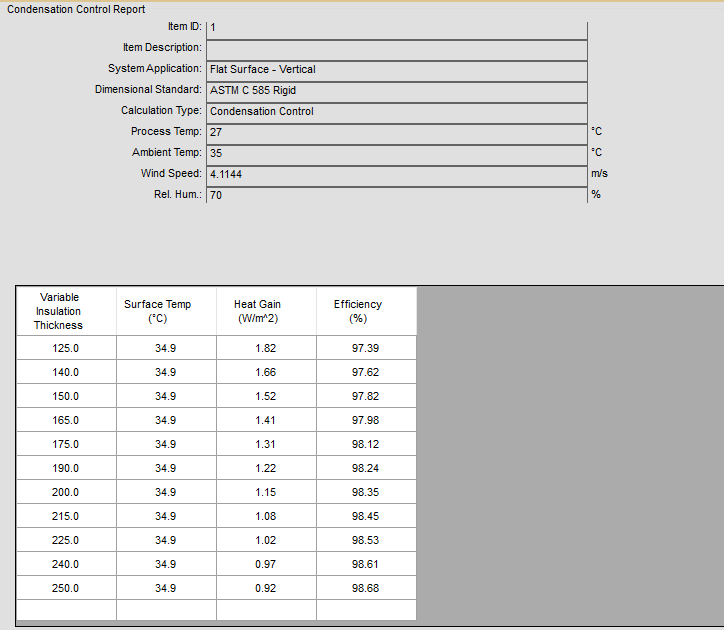 Condensation Control Report
Item ID: 1
Item Description:
System Application: Flat Surface - Vertical
Dimensional Standard: ASTM C 585 Rigid
Calculation Type: Condensation Control
Process Temp: 27 °C
Ambient Temp: 35 °C
Wind Speed: 4.1144 m/s
Rel. Hum.: 70 %
Variable
Insulation
Thickness
Surface Temp
(°C)
Heat Gain
(W/m^2)
Efficiency
(%)
125.0 34.9 1.82 97.39
140.0 34.9 1.66 97.62
150.0 34.9 1.52 97.82
165.0 34.9 1.41 97.98
175.0 34.9 1.31 98.12
190.0 34.9 1.22 98.24
200.0 34.9 1.15 98.35
215.0 34.9 1.08 98.45
225.0 34.9 1.02 98.53
240.0 34.9 0.97 98.61
250.0 34.9 0.92 98.68